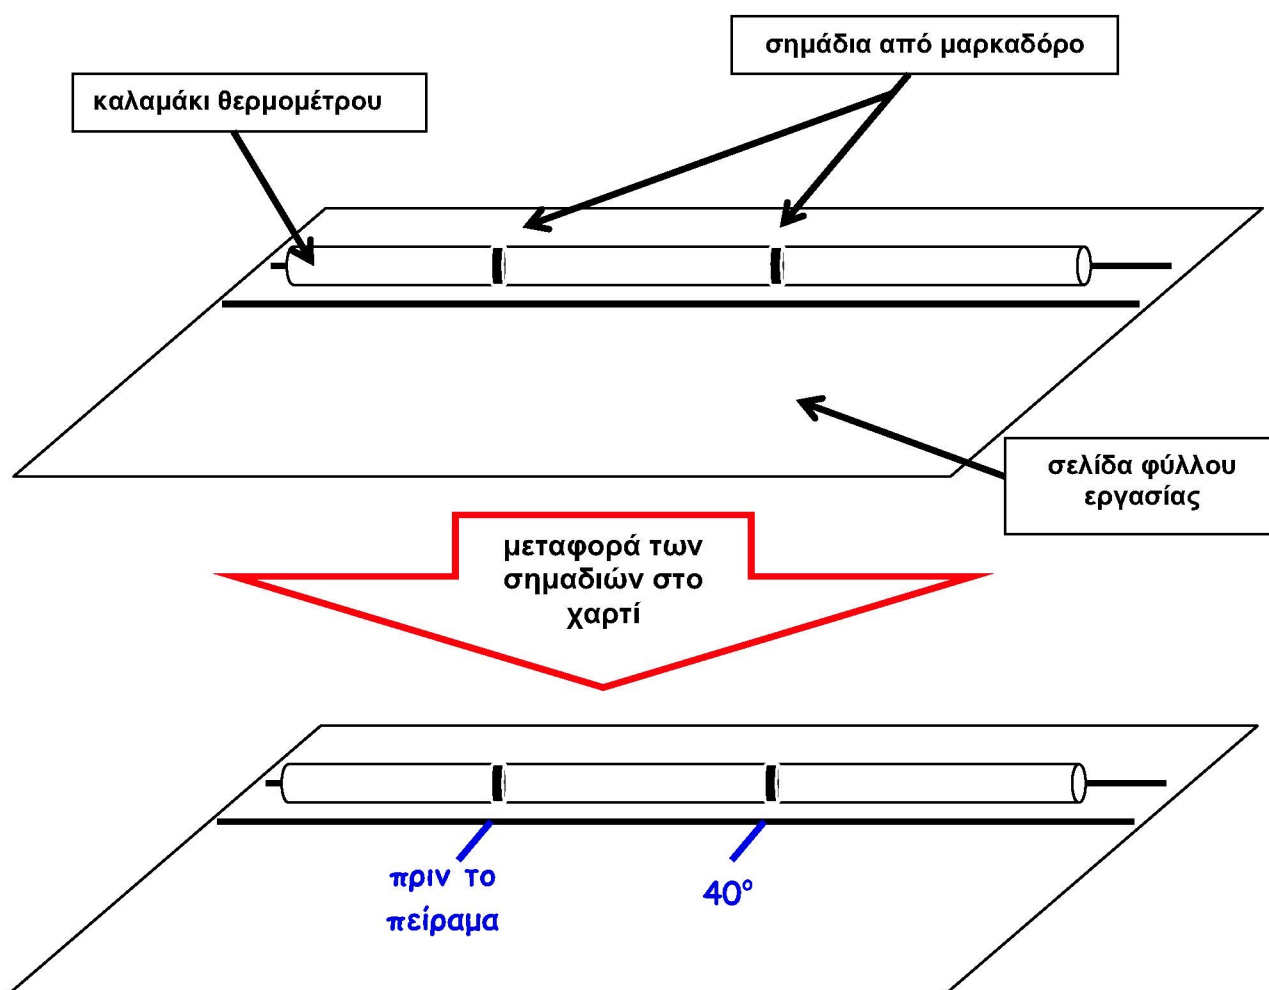 σημάδια από μαρκαδόρο
καλαμάκι θερμομέτρου
σελίδα φύλλου
εργασίας
μεταφορά των
σημαδιών στο
χαρτί
πριν το
πείραμα
40°